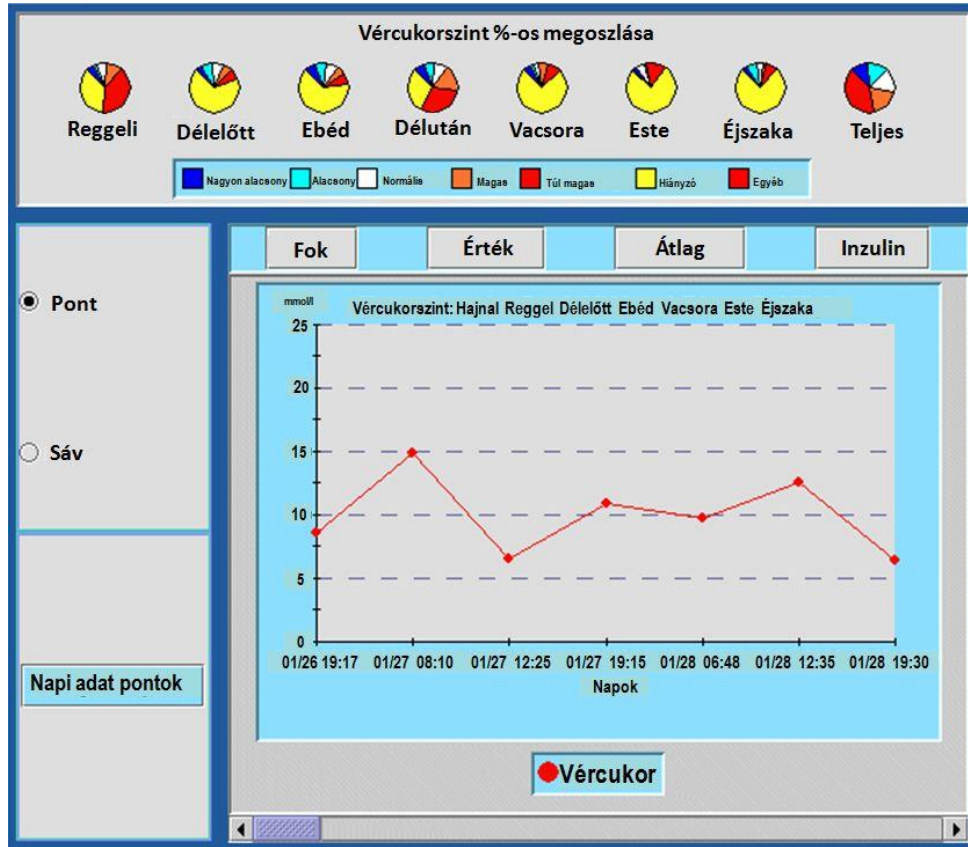 Vércukorszint %-os megoszlása
Reggeli Délelőtt Ebéd Délután Vacsora Este Éjszaka Teljes
Nagyon alacsony Alacsony Normális Magas Túl magas Hiányzó Egyéb
Fok Érték Átlag Inzulin
Pont
Sáv
Napi adat pontok
mmol/l
Vércukorszint: Hajnal Reggel Délelőtt Ebéd Vacsora Este Éjszaka
25
20
15
10
5
0
01/26 19:17 01/27 08:10 01/27 12:25 01/27 19:15 01/28 06:48 01/28 12:35 01/28 19:30
Napok
Vércukor